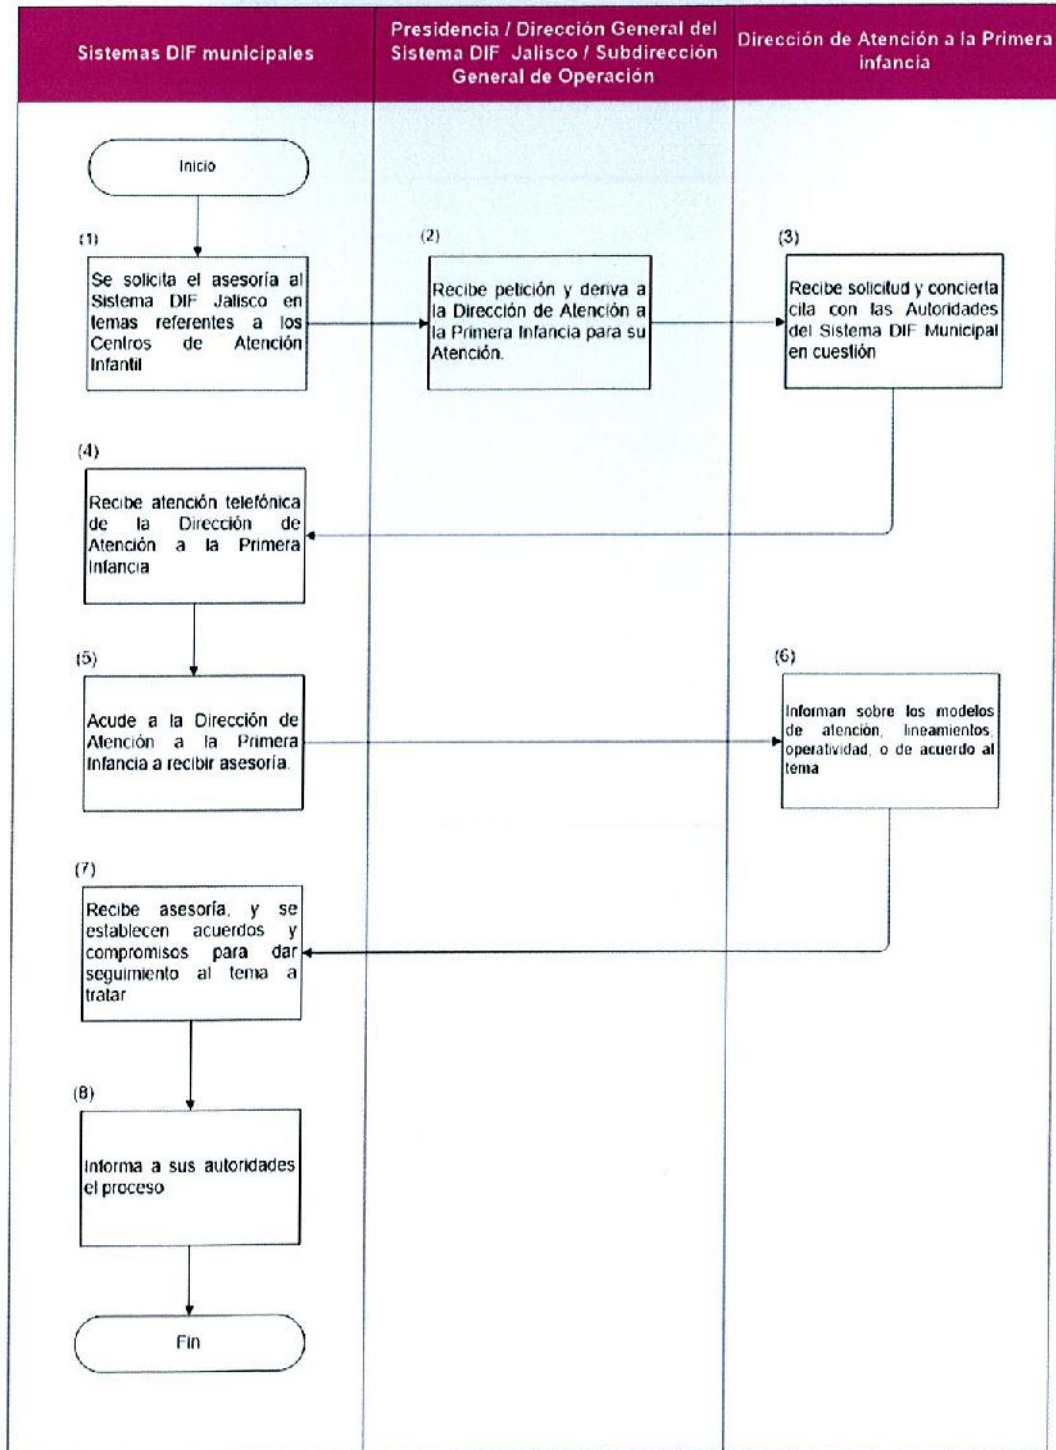 Sistemas DIF municipales
Presidencia / Dirección General del
Sistema DIF Jalisco / Subdirección
General de Operación
Dirección de Atención a la Primera
infancia
Inicio
(1)
Se solicita el asesoría al
Sistema DIF Jalisco en
temas referentes a los
Centros de Atención
Infantil
(2)
Recibe petición y deriva a
la Dirección de Atención a
la Primera Infancia para su
Atención.
(3)
Recibe solicitud y concierta
cita con las Autoridades
del Sistema DIF Municipal
en cuestión
(4)
Recibe atención telefónica
de la Dirección de
Atención a la Primera
Infancia
(5)
Acude a la Dirección de
Atención a la Primera
Infancia a recibir asesoría.
(6)
Informan sobre los modelos
de atención, lineamientos,
operatividad, o de acuerdo al
tema
(7)
Recibe asesoría, y se
establecen acuerdos y
compromisos para dar
seguimiento al tema a
tratar
(8)
Informa a sus autoridades
el proceso
Fin